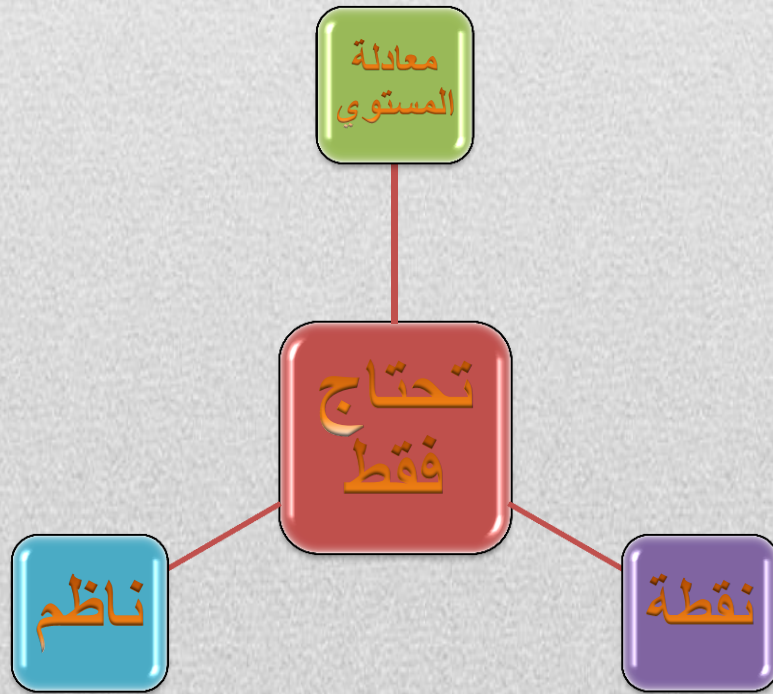 معادلة
المستوي
تحتاج
فقط
نقطة
ناظم